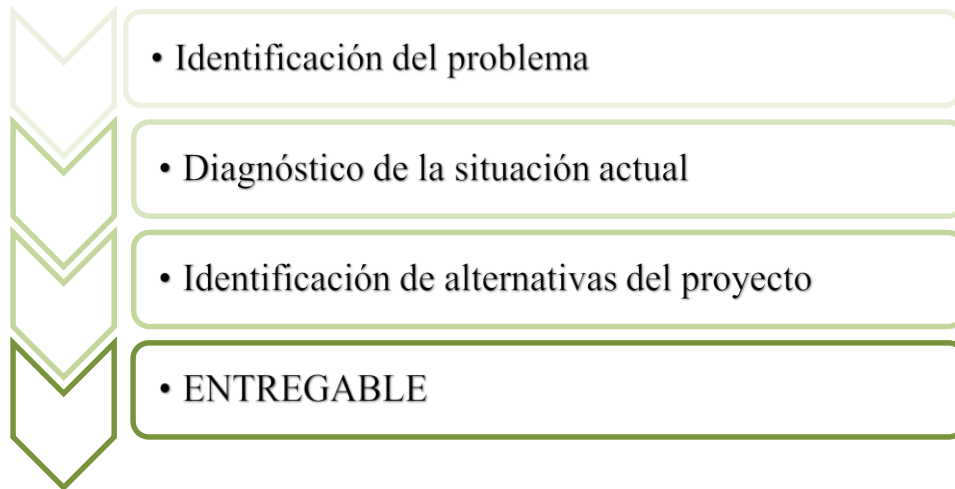 • Identificación del problema
• Diagnóstico de la situación actual
• Identificación de alternativas del proyecto
• ENTREGABLE